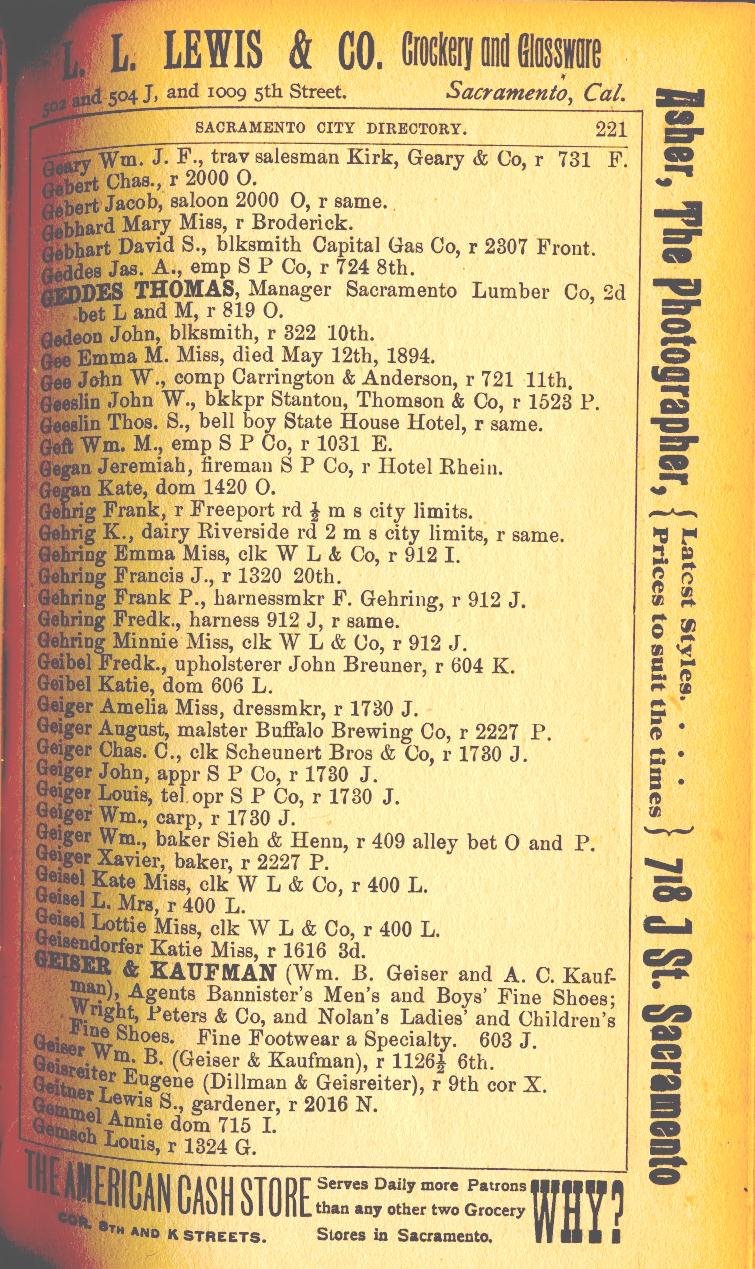 L. L. LEWIS & CO. Crockery and Glassware
502 and 504 J, and 1009 5th Street. Sacramento, Cal.
SACRAMENTO CITY DIRECTORY. 221
Geary Wm. J. F., trav salesman Kirk, Geary & Co, r 731 F.
Gebert Chas., r 2000 O.
Gebert Jacob, saloon 2000 O, r same.
Gebhard Mary Miss, r Broderick.
Gebhart David S., blksmith Capital Gas Co, r 2307 Front.
Geddes Jas. A., emp S P Co, r 724 8th.
GEDDES THOMAS, Manager Sacramento Lumber Co, 2d
bet L and M, r 819 O.
Gedeon John, blksmith, r 322 10th.
Gee Emma M. Miss, died May 12th, 1894.
Gee John W., comp Carrington & Anderson, r 721 11th.
Geeslin John W., bkkpr Stanton, Thomson & Co, r 1523 P.
Geeslin Thos. S., bell boy State House Hotel, r same.
Geft Wm. M., emp S P Co, r 1031 E.
Gegan Jeremiah, fireman S P Co, r Hotel Rhein.
Gegan Kate, dom 1420 O.
Gehrig Frank, r Freeport rd ½ m s city limits.
Gehrig K., dairy Riverside rd 2 m s city limits, r same.
Gehring Emma Miss, clk W L & Co, r 912 I.
Gehring Francis J., r 1320 20th.
Gehring Frank P., harnessmkr F. Gehring, r 912 J.
Gehring Fredk., harness 912 J, r same.
Gehring Minnie Miss, clk W L & Co, r 912 J.
Geibel Fredk., upholsterer John Breuner, r 604 K.
Geibel Katie, dom 606 L.
Geiger Amelia Miss, dressmkr, r 1730 J.
Geiger August, malster Buffalo Brewing Co, r 2227 P.
Geiger Chas. C., clk Scheunert Bros & Co, r 1730 J.
Geiger John, appr S P Co, r 1730 J.
Geiger Louis, tel opr S P Co, r 1730 J.
Geiger Wm., carp, r 1730 J.
Geiger Wm., baker Sieh & Henn, r 409 alley bet O and P.
Geiger Xavier, baker, r 2227 P.
Geisel Kate Miss, clk W L & Co, r 400 L.
Geisel L. Mrs, r 400 L.
Geisel Lottie Miss, clk W L & Co, r 400 L.
Geisendorfer Katie Miss, r 1616 3d.
GEISER & KAUFMAN (Wm. B. Geiser and A. C. Kauf-
man), Agents Bannister's Men's and Boys' Fine Shoes;
Wright, Peters & Co, and Nolan's Ladies' and Children's
Fine Shoes. Fine Footwear a Specialty. 603 J.
Geiser Wm. B. (Geiser & Kaufman), r 1126½ 6th.
Geisreiter Eugene (Dillman & Geisreiter), r 9th cor X.
Geitner Lewis S., gardener, r 2016 N.
Gemmel Annie dom 715 I.
Gemsch Louis, r 1324 G.
THE AMERICAN CASH STORE
COR. 8TH AND K STREETS.
Serves Daily more Patrons
than any other two Grocery
Stores in Sacramento.
WHY?
Asher, The Photographer, { Latest Styles. . . .
Prices to suit the times } 718 J St. Sacramento